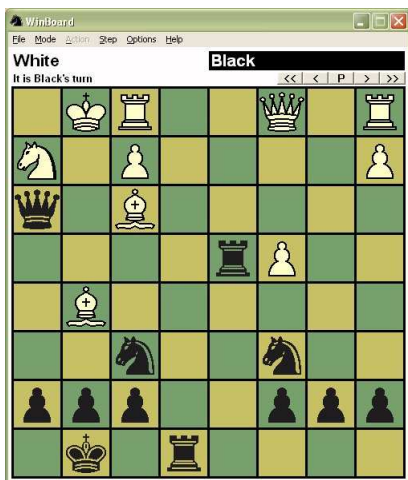 WinBoard
File Mode Action Step Options Help
White Black
It is Black's turn << < P > >>